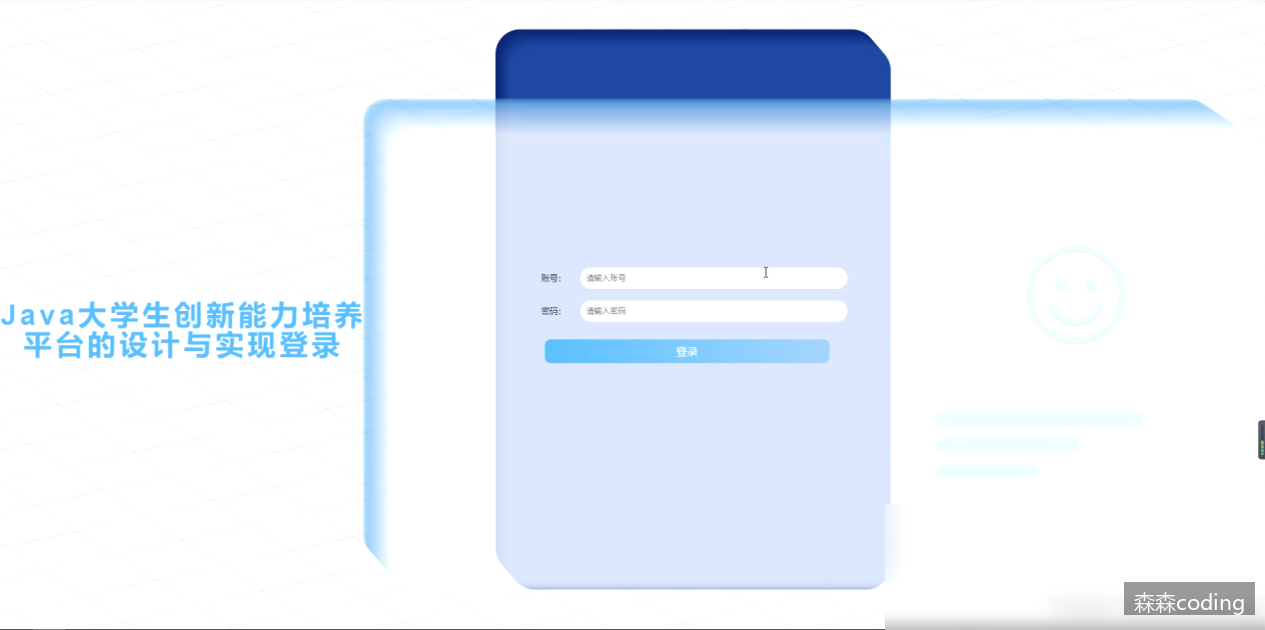 Java大学生创新能力培养
平台的设计与实现登录
账号: 请输入账号
密码: 请输入密码
登录
森森coding